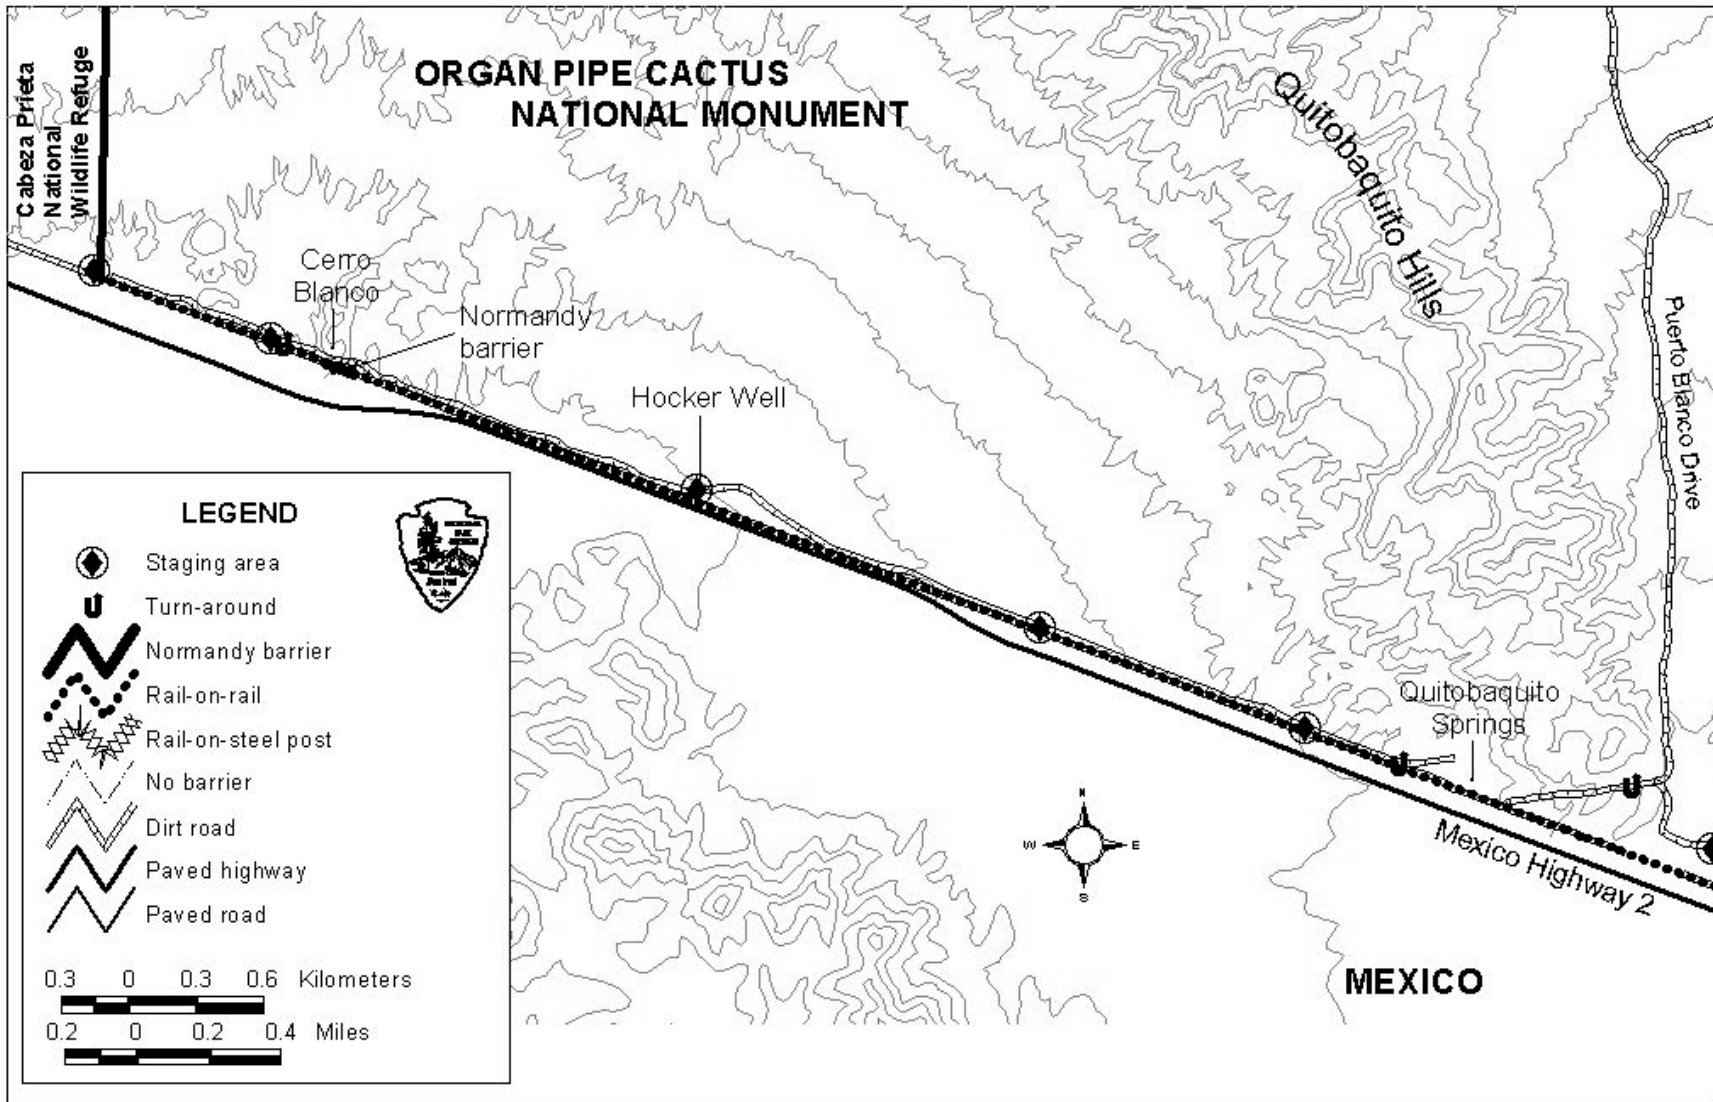 ORGAN PIPE CACTUS
NATIONAL MONUMENT
Cabeza Prieta
National
Wildlife Refuge
Quitobaquito Hills
Cerro
Blanco
Normandy
barrier
Hocker Well
Puerto Blanco Drive
Quitobaquito
Springs
Mexico Highway 2
MEXICO
N
W
E
S
LEGEND
Staging area
Turn-around
Normandy barrier
Rail-on-rail
Rail-on-steel post
No barrier
Dirt road
Paved highway
Paved road
0.3 0 0.3 0.6 Kilometers
0.2 0 0.2 0.4 Miles